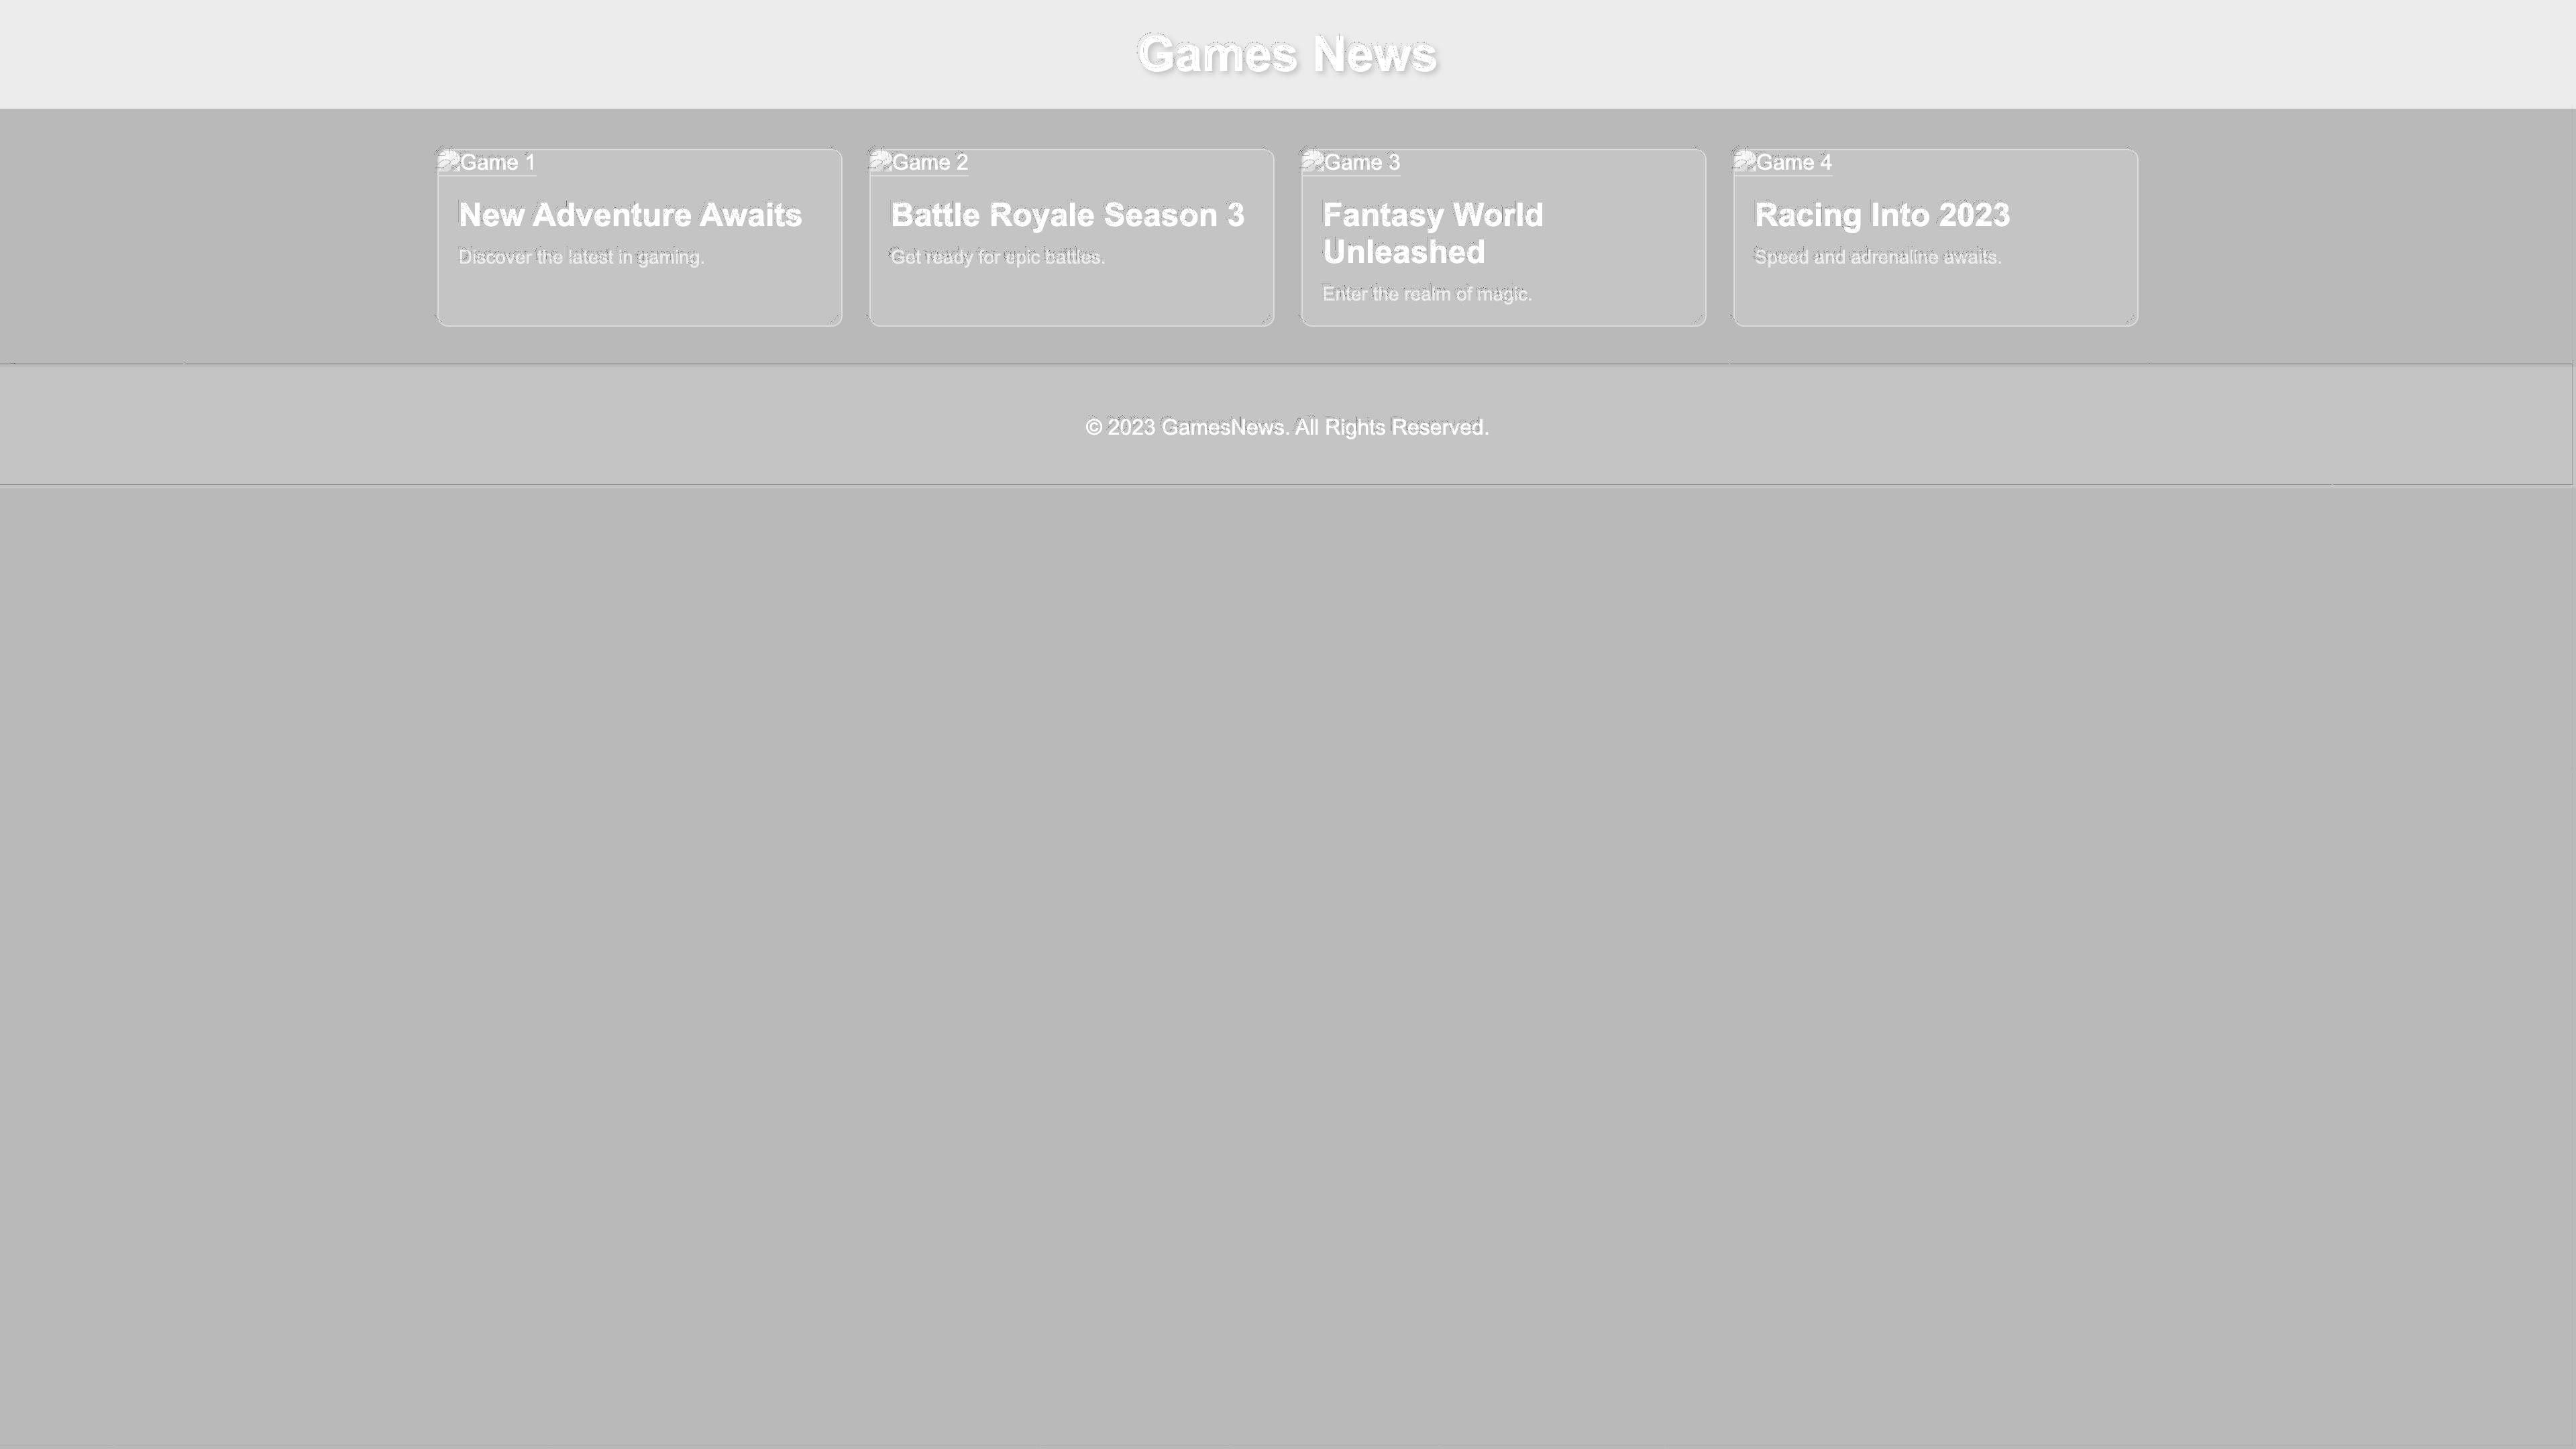 Games News
Game 1
New Adventure Awaits
Discover the latest in gaming.
Game 2
Battle Royale Season 3
Get ready for epic battles.
Game 3
Fantasy World
Unleashed
Enter the realm of magic.
Game 4
Racing Into 2023
Speed and adrenaline awaits.
© 2023 GamesNews. All Rights Reserved.